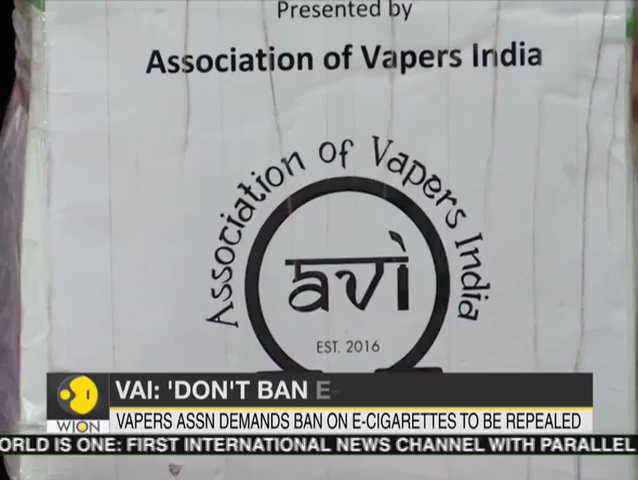 Presented by
Association of Vapers India
Association of Vapers India
avi
EST. 2016
VAI: 'DON'T BAN E-
VAPERS ASSN DEMANDS BAN ON E-CIGARETTES TO BE REPEALED
WION
ORLD IS ONE: FIRST INTERNATIONAL NEWS CHANNEL WITH PARALLEL